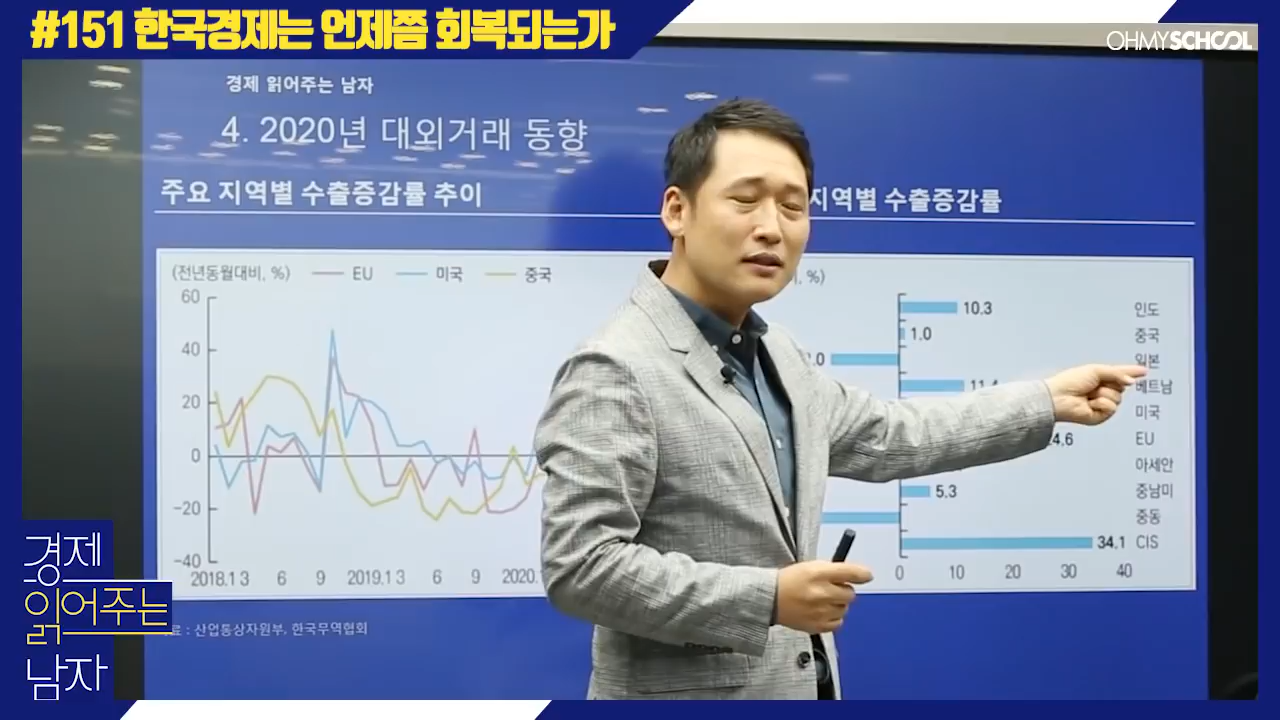 #151 한국경제는 언제쯤 회복되는가
OHMYSCHOOL
경제 읽어주는 남자
4. 2020년 대외거래 동향
주요 지역별 수출증감률 추이
지역별 수출증감률
(전년동월대비, %) EU 미국 중국
%)
60
40
20
0
-20
-40
2018.1 3 6 9 2019.1 3 6 9 2020.
10.3 인도
1.0 중국
.0 일본
11.4 베트남
미국
4.6 EU
아세안
5.3 중남미
중동
34.1 CIS
0 10 20 30 40
: 산업통상자원부, 한국무역협회
경제
읽어주는
남자